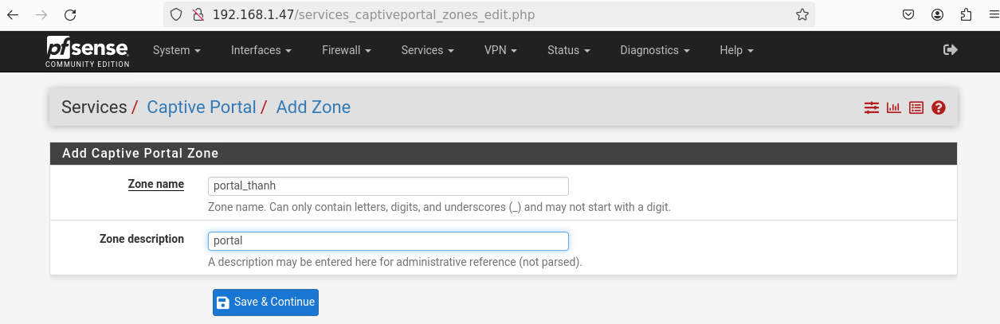 192.168.1.47/services_captiveportal_zones_edit.php
pfsense
COMMUNITY EDITION
System Interfaces Firewall Services VPN Status Diagnostics Help
Services / Captive Portal / Add Zone
Add Captive Portal Zone
Zone name portal_thanh
Zone name. Can only contain letters, digits, and underscores (_) and may not start with a digit.
Zone description portal
A description may be entered here for administrative reference (not parsed).
Save & Continue